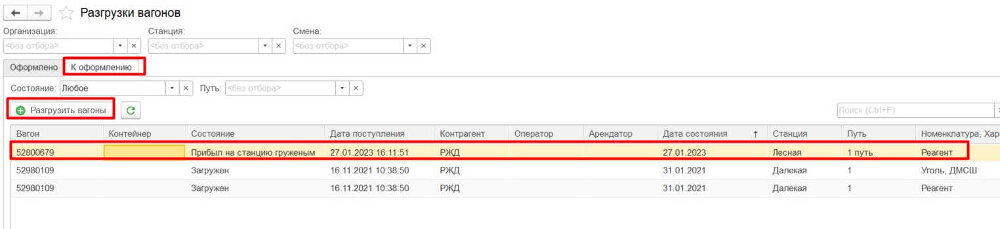 Разгрузки вагонов
Организация: Станция: Смена:
<без отбора> <без отбора> <без отбора>
Оформлено К оформлению
Состояние: Любое Путь: <без отбора>
Разгрузить вагоны Поиск (Ctrl+F)
Вагон Контейнер Состояние Дата поступления Контрагент Оператор Арендатор Дата состояния ↑ Станция Путь Номенклатура, Хар
52800679 Прибыл на станцию груженым 27.01.2023 16:11:51 РЖД 27.01.2023 Лесная 1 путь Реагент
52980109 Загружен 16.11.2021 10:38:50 РЖД 31.01.2021 Далекая 1 Уголь, ДМСШ
52980109 Загружен 16.11.2021 10:38:50 РЖД 31.01.2021 Далекая 1 Реагент